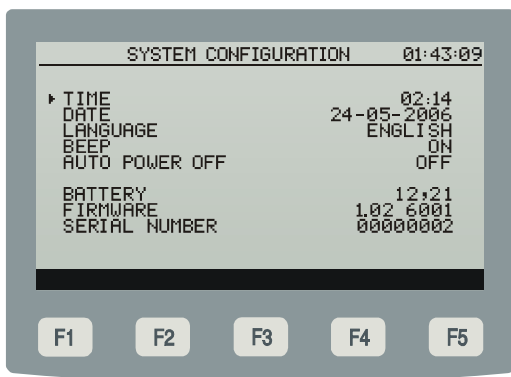 SYSTEM CONFIGURATION 01:43:09
TIME 02:14
DATE 24-05-2006
LANGUAGE ENGLISH
BEEP ON
AUTO POWER OFF OFF
BATTERY 12,21
FIRMWARE 1.02 6001
SERIAL NUMBER 00000002
F1 F2 F3 F4 F5